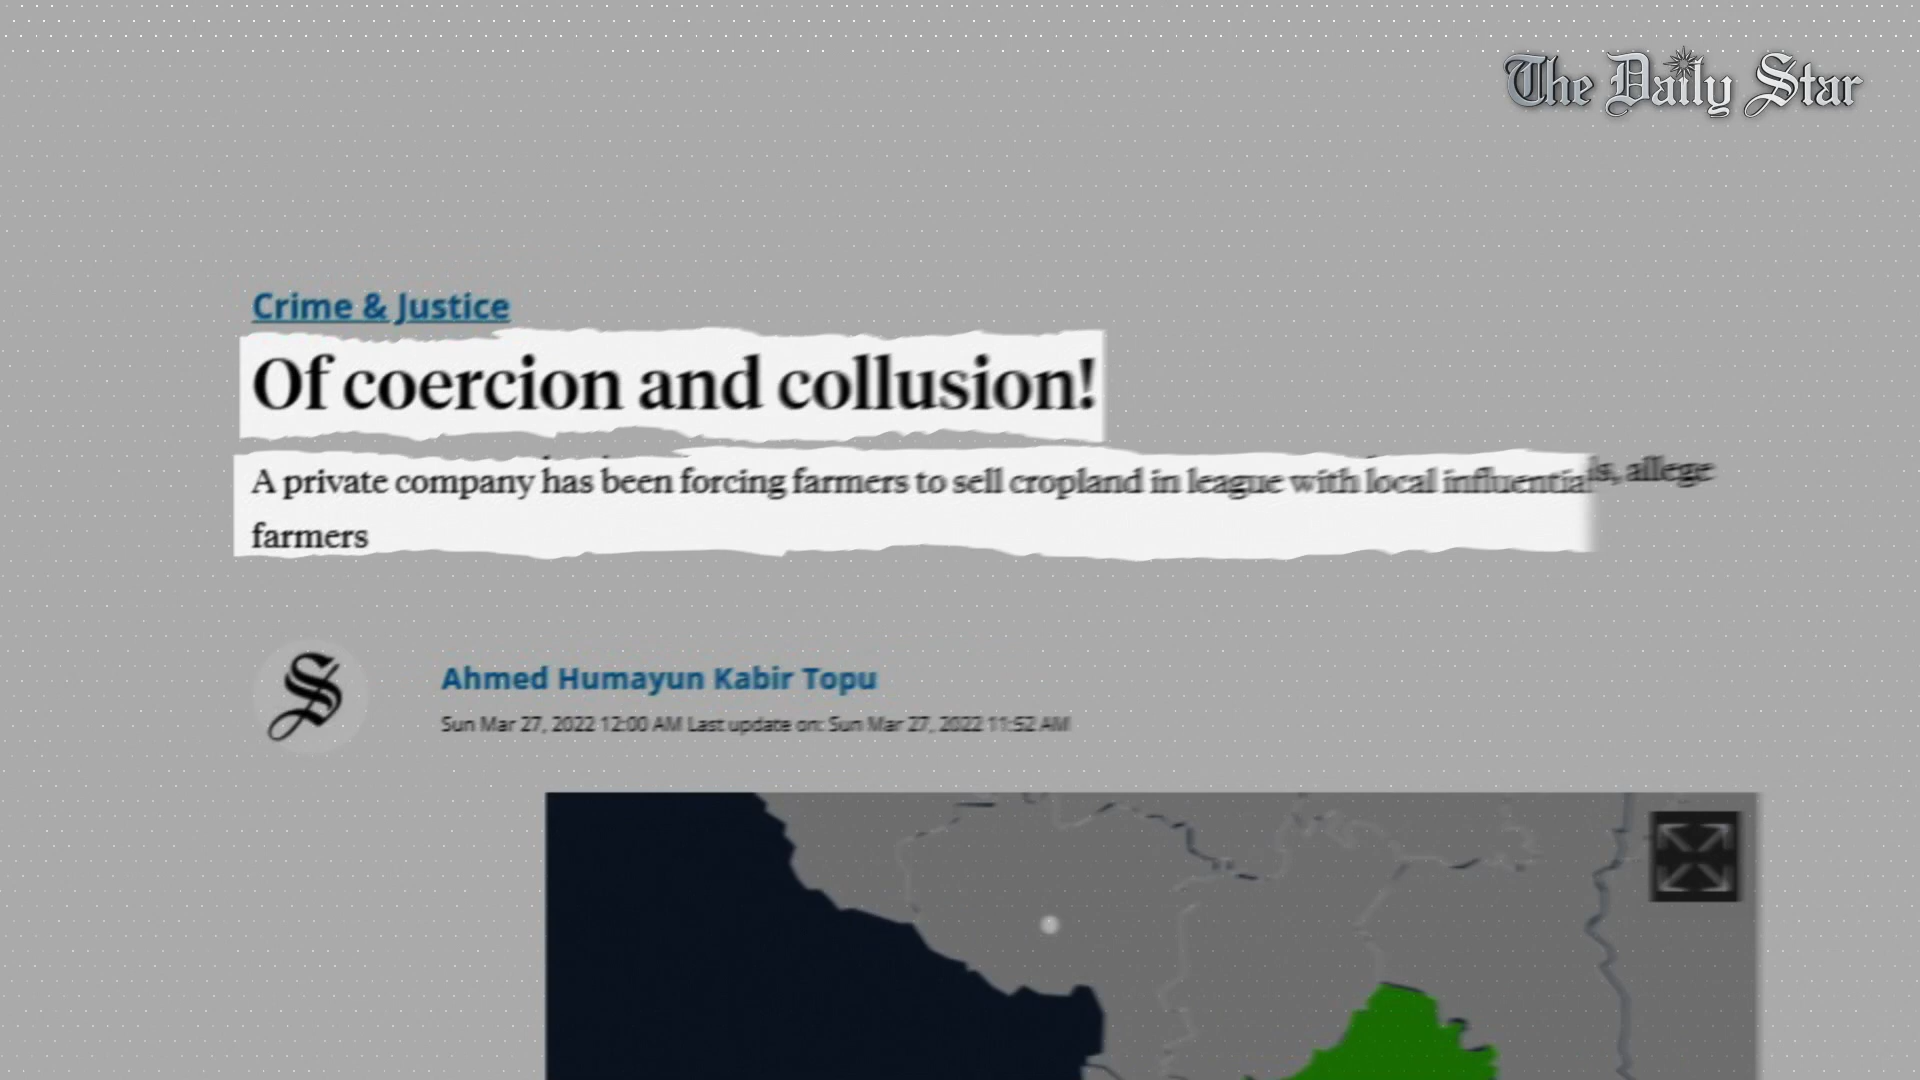 The Daily Star
Crime & Justice
Of coercion and collusion!
A private company has been forcing farmers to sell cropland in league with local influentials, allege
farmers
S
Ahmed Humayun Kabir Topu
Sun Mar 27, 2022 12:00 AM Last update on: Sun Mar 27, 2022 11:52 AM